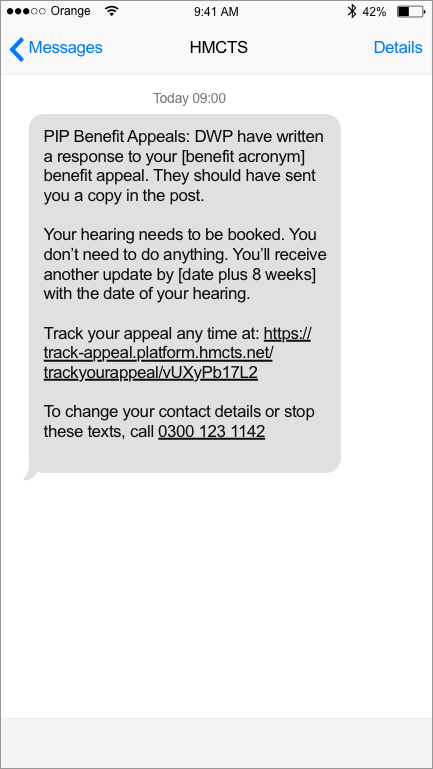 Orange 9:41 AM 42%
Messages HMCTS Details
Today 09:00
PIP Benefit Appeals: DWP have written
a response to your [benefit acronym]
benefit appeal. They should have sent
you a copy in the post.
Your hearing needs to be booked. You
don’t need to do anything. You’ll receive
another update by [date plus 8 weeks]
with the date of your hearing.
Track your appeal any time at: https://
track-appeal.platform.hmcts.net/
trackyourappeal/vUXyPb17L2
To change your contact details or stop
these texts, call 0300 123 1142